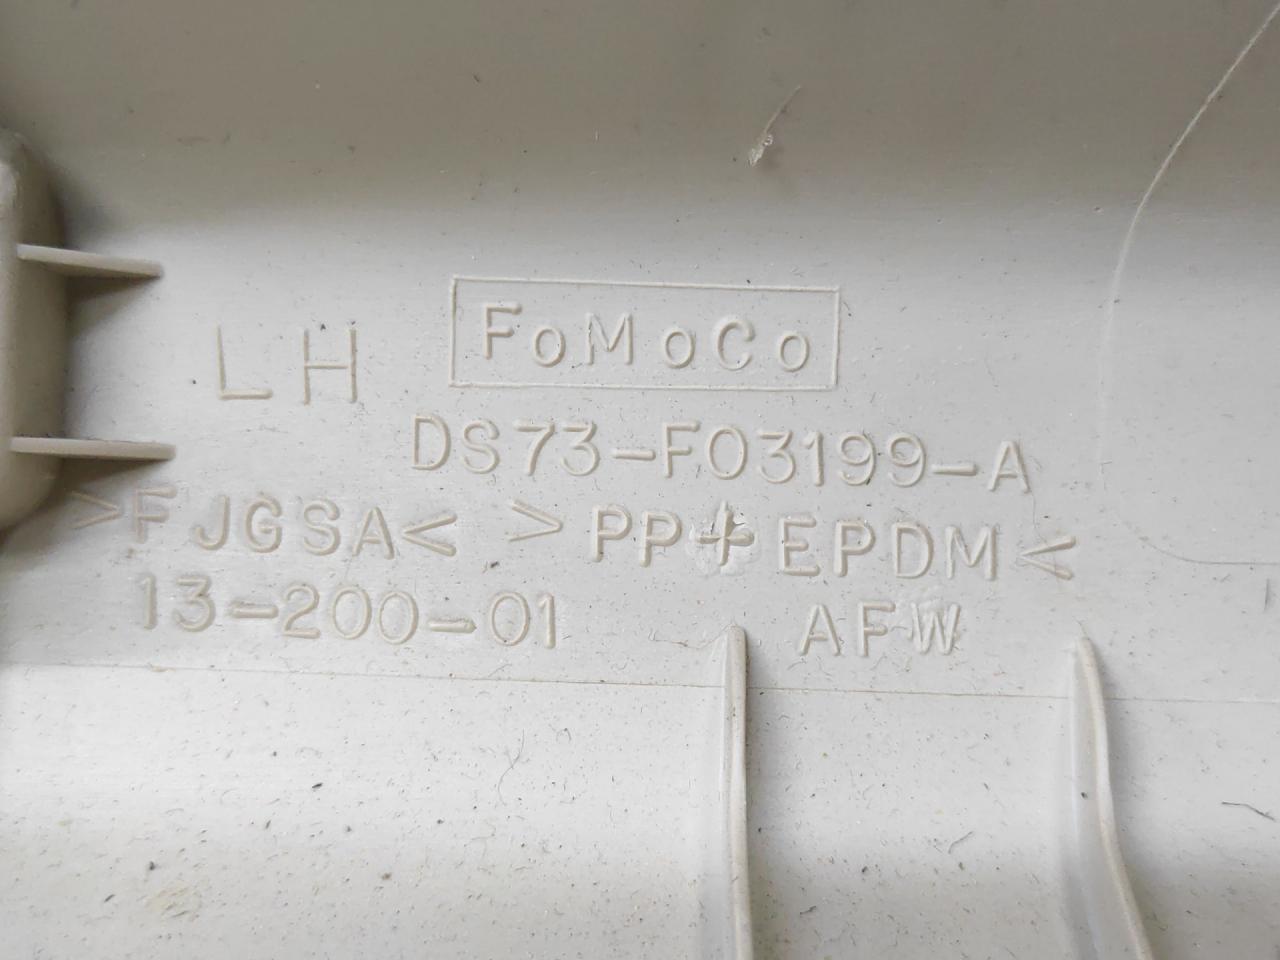 LH FoMoCo
DS73-F03199-A
>FJGSA< >PP+EPDM<
13-200-01 AFW